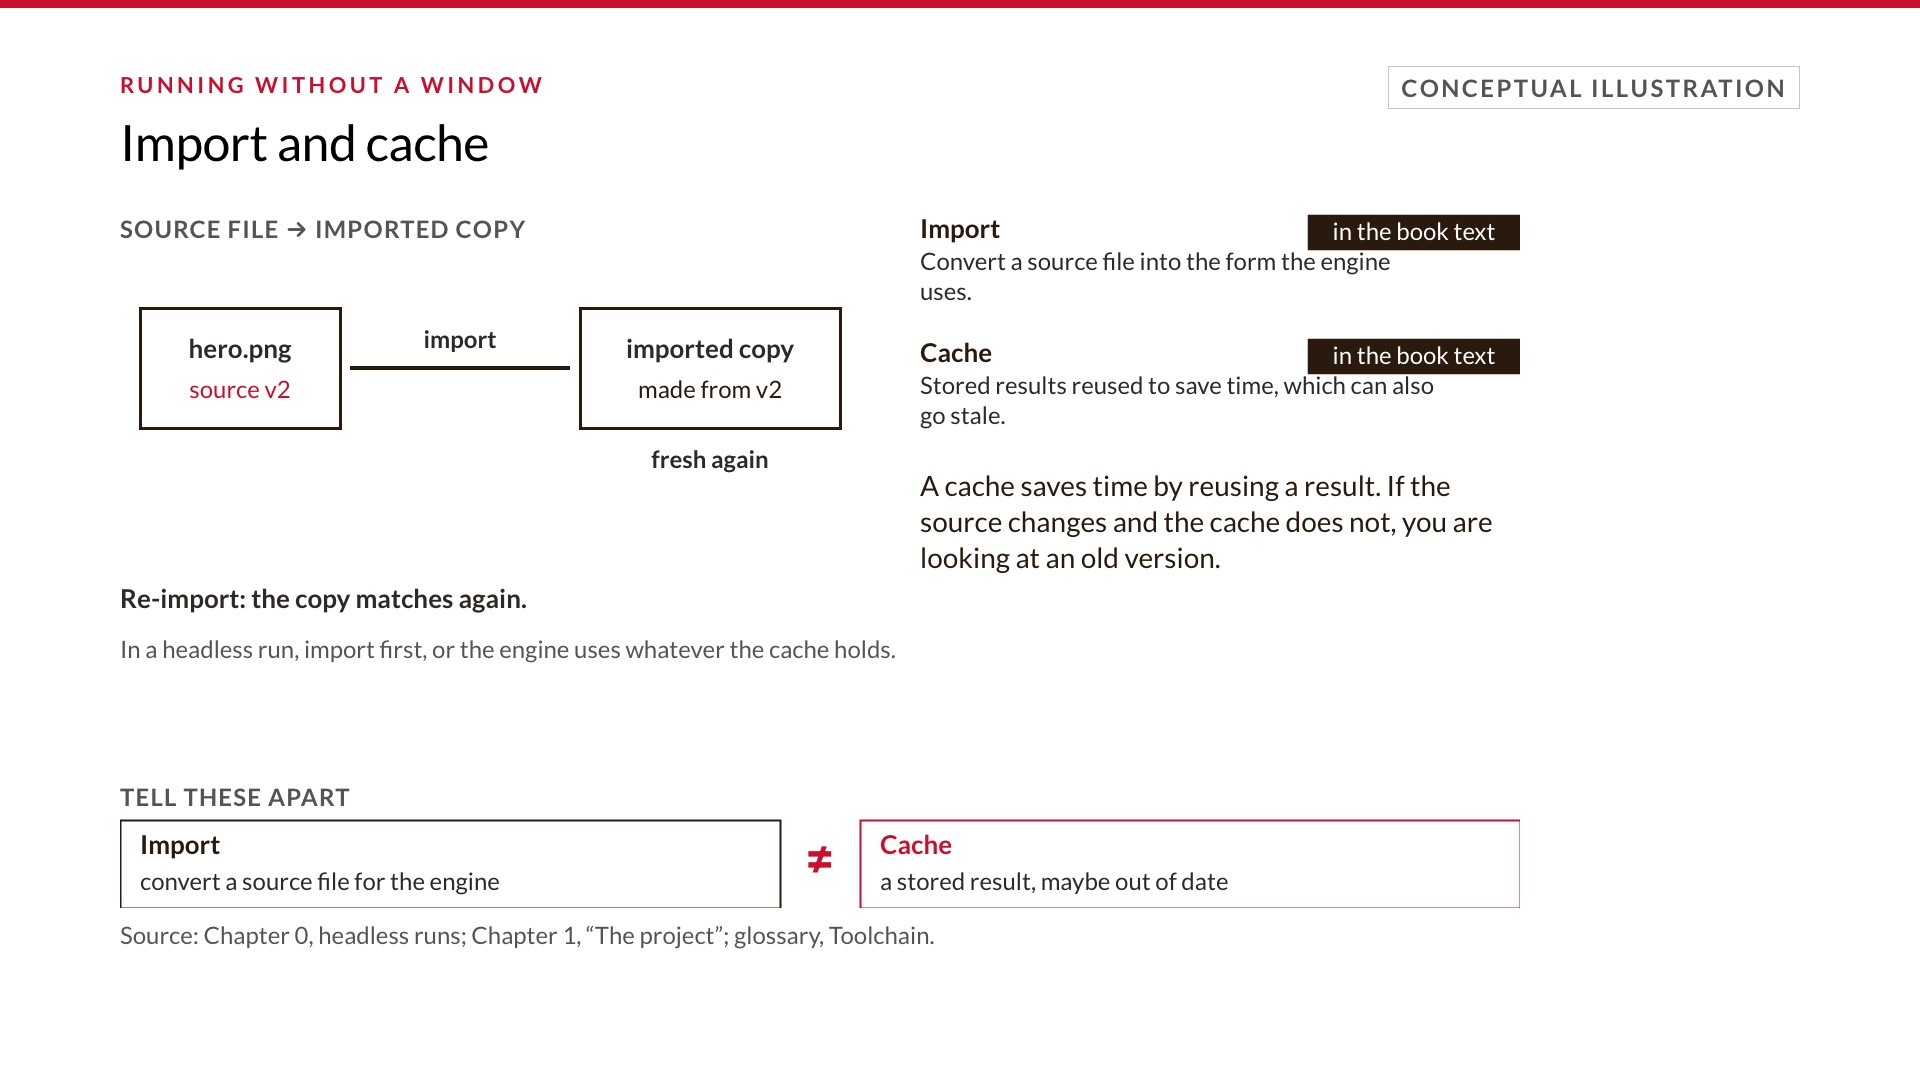 RUNNING WITHOUT A WINDOW
CONCEPTUAL ILLUSTRATION
Import and cache
SOURCE FILE → IMPORTED COPY
hero.png
source v2
import
imported copy
made from v2
fresh again
Re-import: the copy matches again.
In a headless run, import first, or the engine uses whatever the cache holds.
Import
in the book text
Convert a source file into the form the engine
uses.
Cache
in the book text
Stored results reused to save time, which can also
go stale.
A cache saves time by reusing a result. If the
source changes and the cache does not, you are
looking at an old version.
TELL THESE APART
Import
convert a source file for the engine
≠
Cache
a stored result, maybe out of date
Source: Chapter 0, headless runs; Chapter 1, “The project”; glossary, Toolchain.